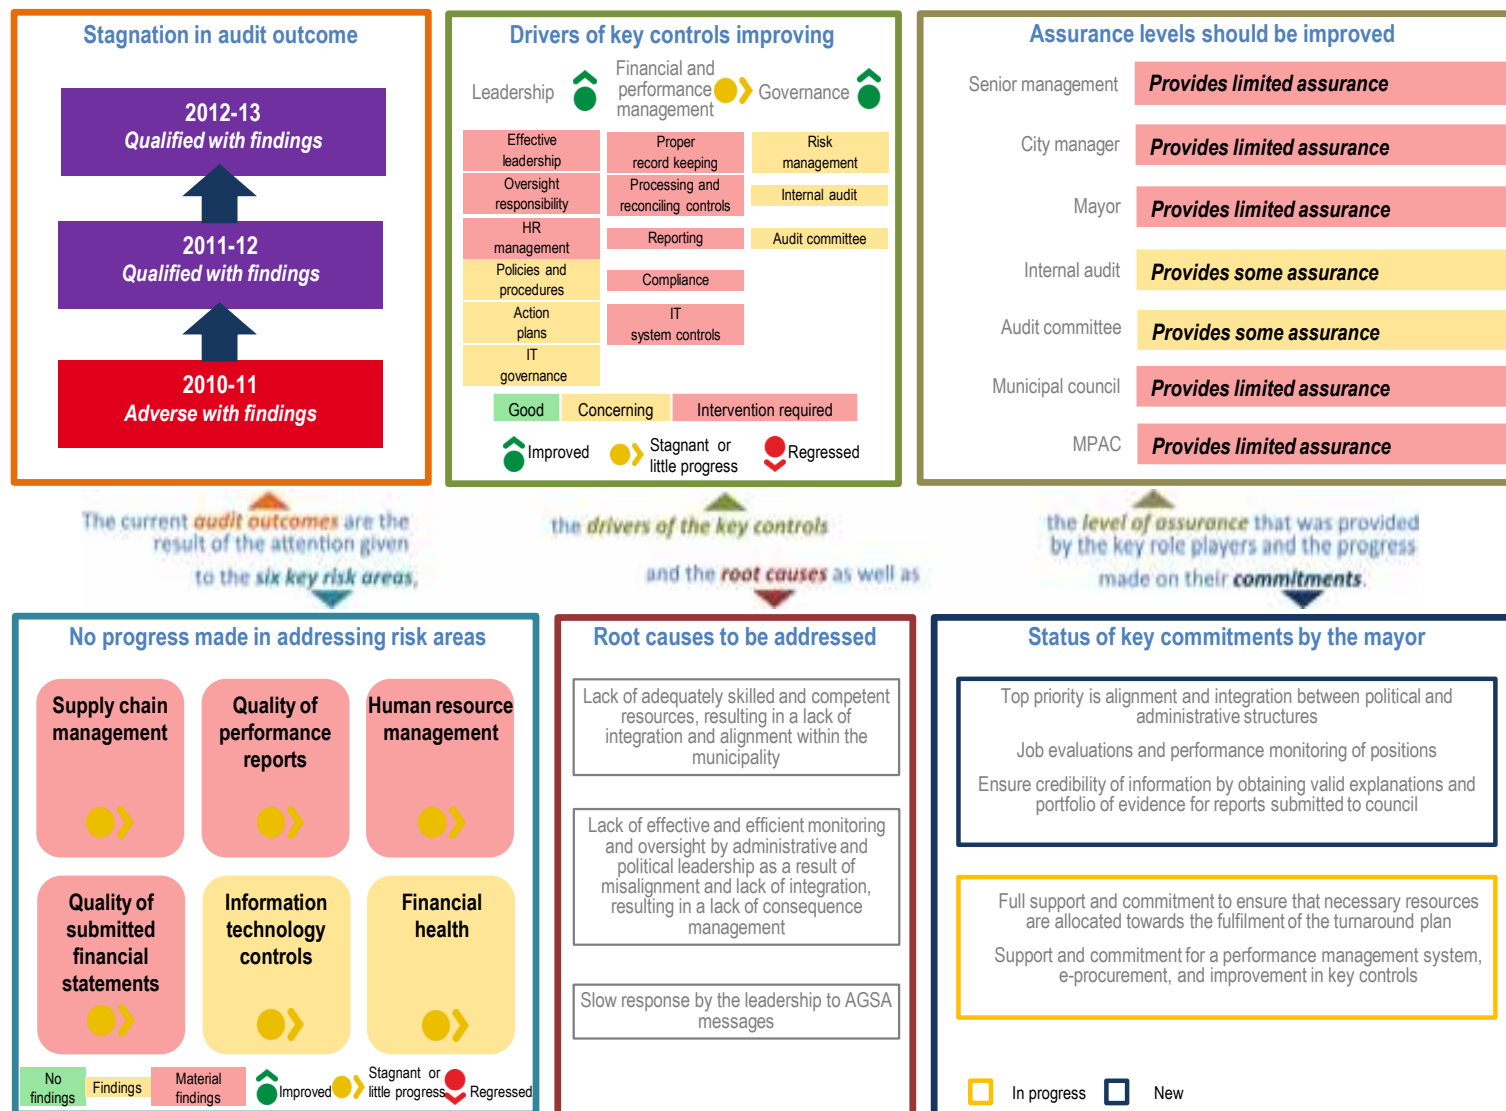 Stagnation in audit outcome
2012-13
Qualified with findings
2011-12
Qualified with findings
2010-11
Adverse with findings
Drivers of key controls improving
Leadership
Financial and
performance
management
Governance
Effective
leadership
Oversight
responsibility
HR
management
Policies and
procedures
Action
plans
IT
governance
Proper
record keeping
Processing and
reconciling controls
Reporting
Compliance
IT
system controls
Risk
management
Internal audit
Audit committee
Good
Concerning
Intervention required
Improved
Stagnant or
little progress
Regressed
Assurance levels should be improved
Senior management
Provides limited assurance
City manager
Provides limited assurance
Mayor
Provides limited assurance
Internal audit
Provides some assurance
Audit committee
Provides some assurance
Municipal council
Provides limited assurance
MPAC
Provides limited assurance
The current audit outcomes are the
result of the attention given
to the six key risk areas,
the drivers of the key controls
and the root causes as well as
the level of assurance that was provided
by the key role players and the progress
made on their commitments.
No progress made in addressing risk areas
Supply chain
management
Quality of
performance
reports
Human resource
management
Quality of
submitted
financial
statements
Information
technology
controls
Financial
health
No
findings
Findings
Material
findings
Improved
Stagnant or
little progress
Regressed
Root causes to be addressed
Lack of adequately skilled and competent
resources, resulting in a lack of
integration and alignment within the
municipality
Lack of effective and efficient monitoring
and oversight by administrative and
political leadership as a result of
misalignment and lack of integration,
resulting in a lack of consequence
management
Slow response by the leadership to AGSA
messages
Status of key commitments by the mayor
Top priority is alignment and integration between political and
administrative structures
Job evaluations and performance monitoring of positions
Ensure credibility of information by obtaining valid explanations and
portfolio of evidence for reports submitted to council
Full support and commitment to ensure that necessary resources
are allocated towards the fulfilment of the turnaround plan
Support and commitment for a performance management system,
e-procurement, and improvement in key controls
In progress
New